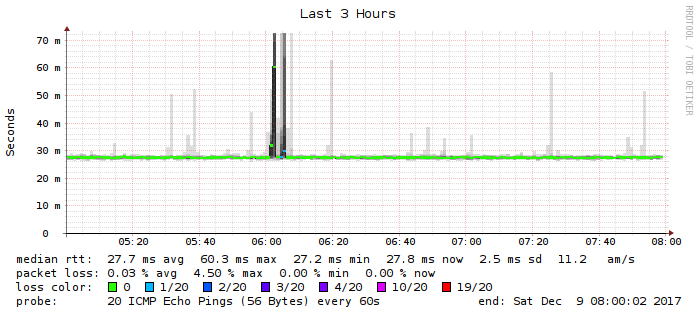 Last 3 Hours
RRDTOOL / TOBI OETIKER
Seconds
70 m
60 m
50 m
40 m
30 m
20 m
10 m
0
05:20 05:40 06:00 06:20 06:40 07:00 07:20 07:40 08:00
median rtt: 27.7 ms avg 60.3 ms max 27.2 ms min 27.8 ms now 2.5 ms sd 11.2 am/s
packet loss: 0.03 % avg 4.50 % max 0.00 % min 0.00 % now
loss color: 0 1/20 2/20 3/20 4/20 10/20 19/20
probe: 20 ICMP Echo Pings (56 Bytes) every 60s end: Sat Dec 9 08:00:02 2017